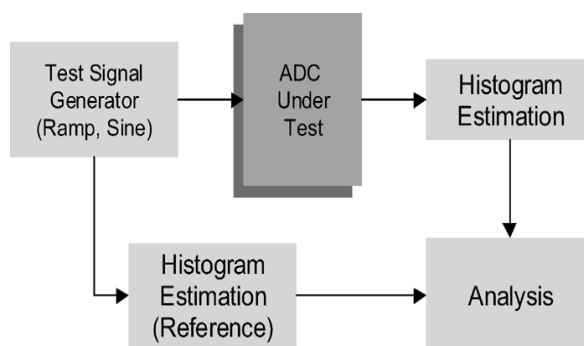 Test Signal
Generator
(Ramp, Sine)
ADC
Under
Test
Histogram
Estimation
Histogram
Estimation
(Reference)
Analysis